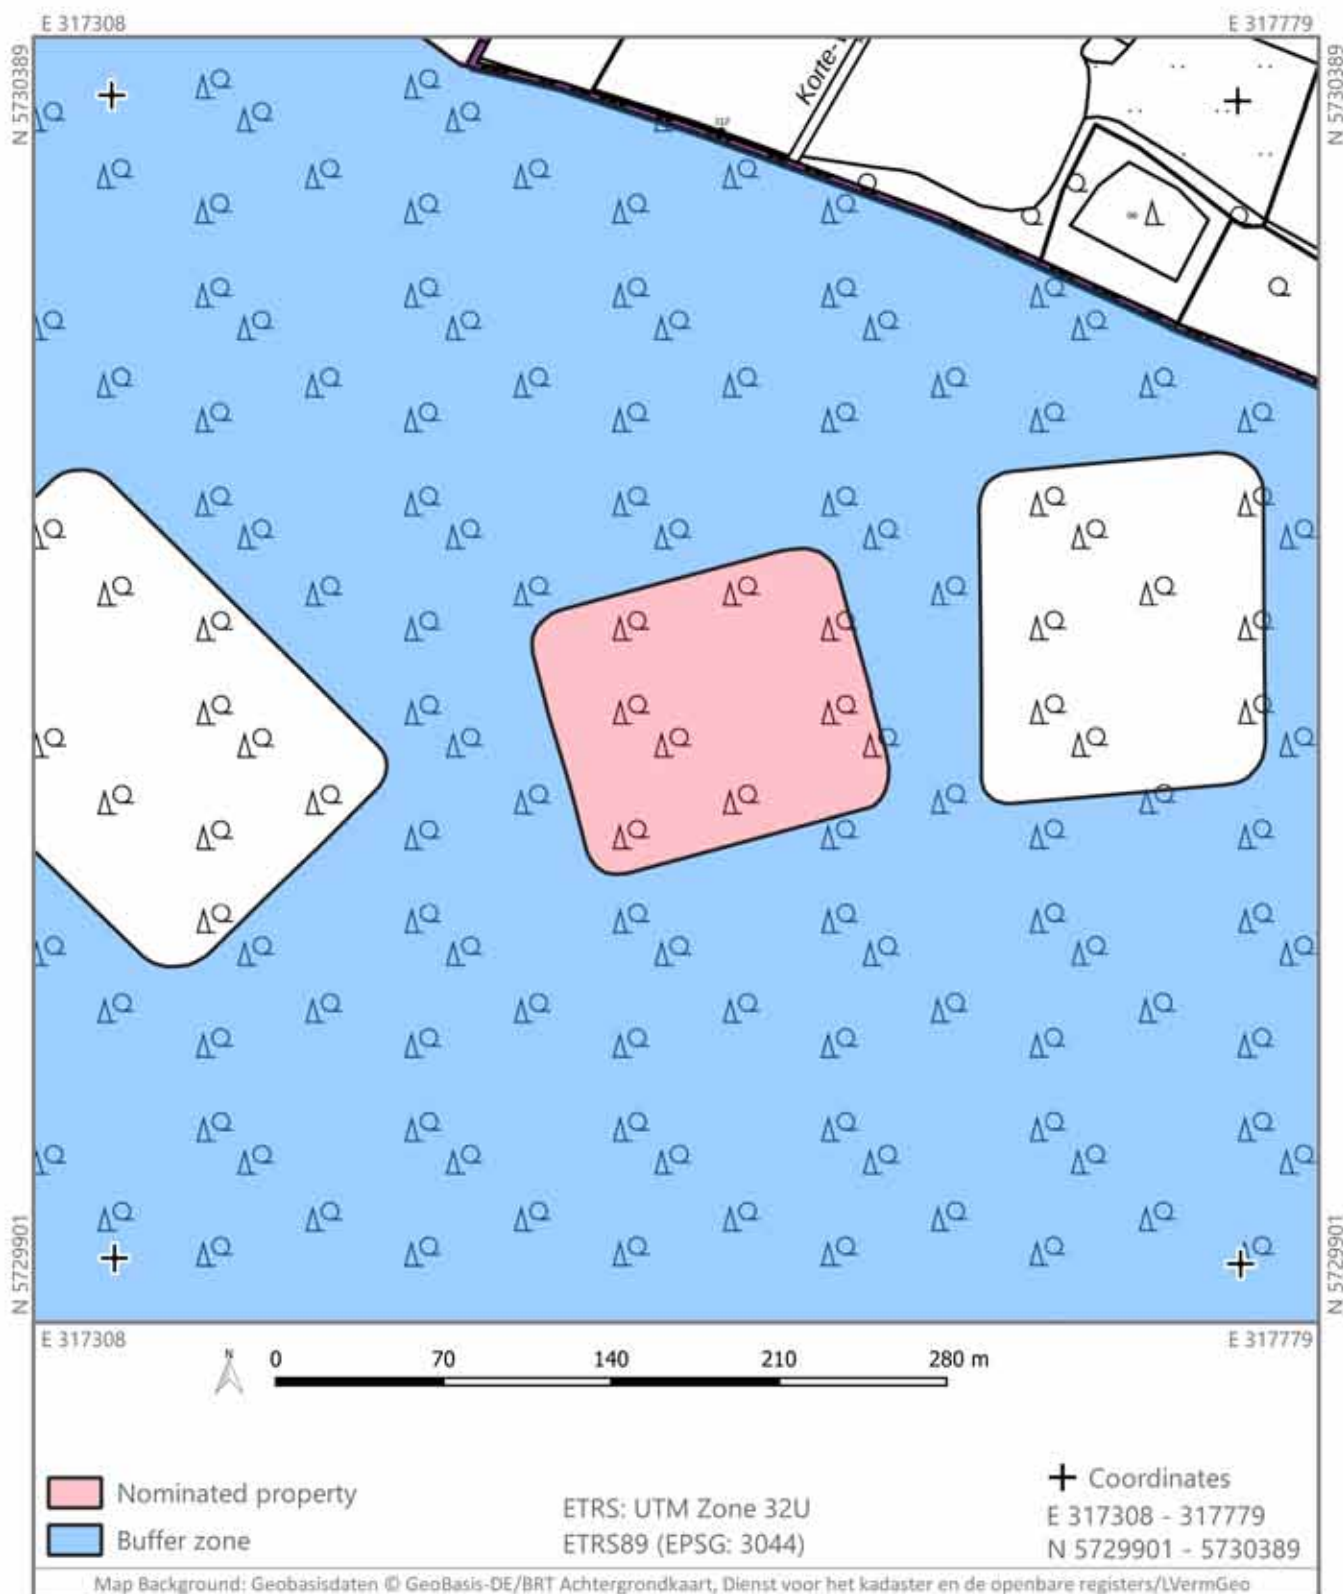 E 317308
E 317779
N 5730389
N 5730389
Korte-
N 5729901
N 5729901
E 317308
E 317779
N
0 70 140 210 280 m
Nominated property
Buffer zone
ETRS: UTM Zone 32U
ETRS89 (EPSG: 3044)
Coordinates
E 317308 - 317779
N 5729901 - 5730389
Map Background: Geobasisdaten © GeoBasis-DE/BRT Achtergrondkaart, Dienst voor het kadaster en de openbare registers/LVermGeo